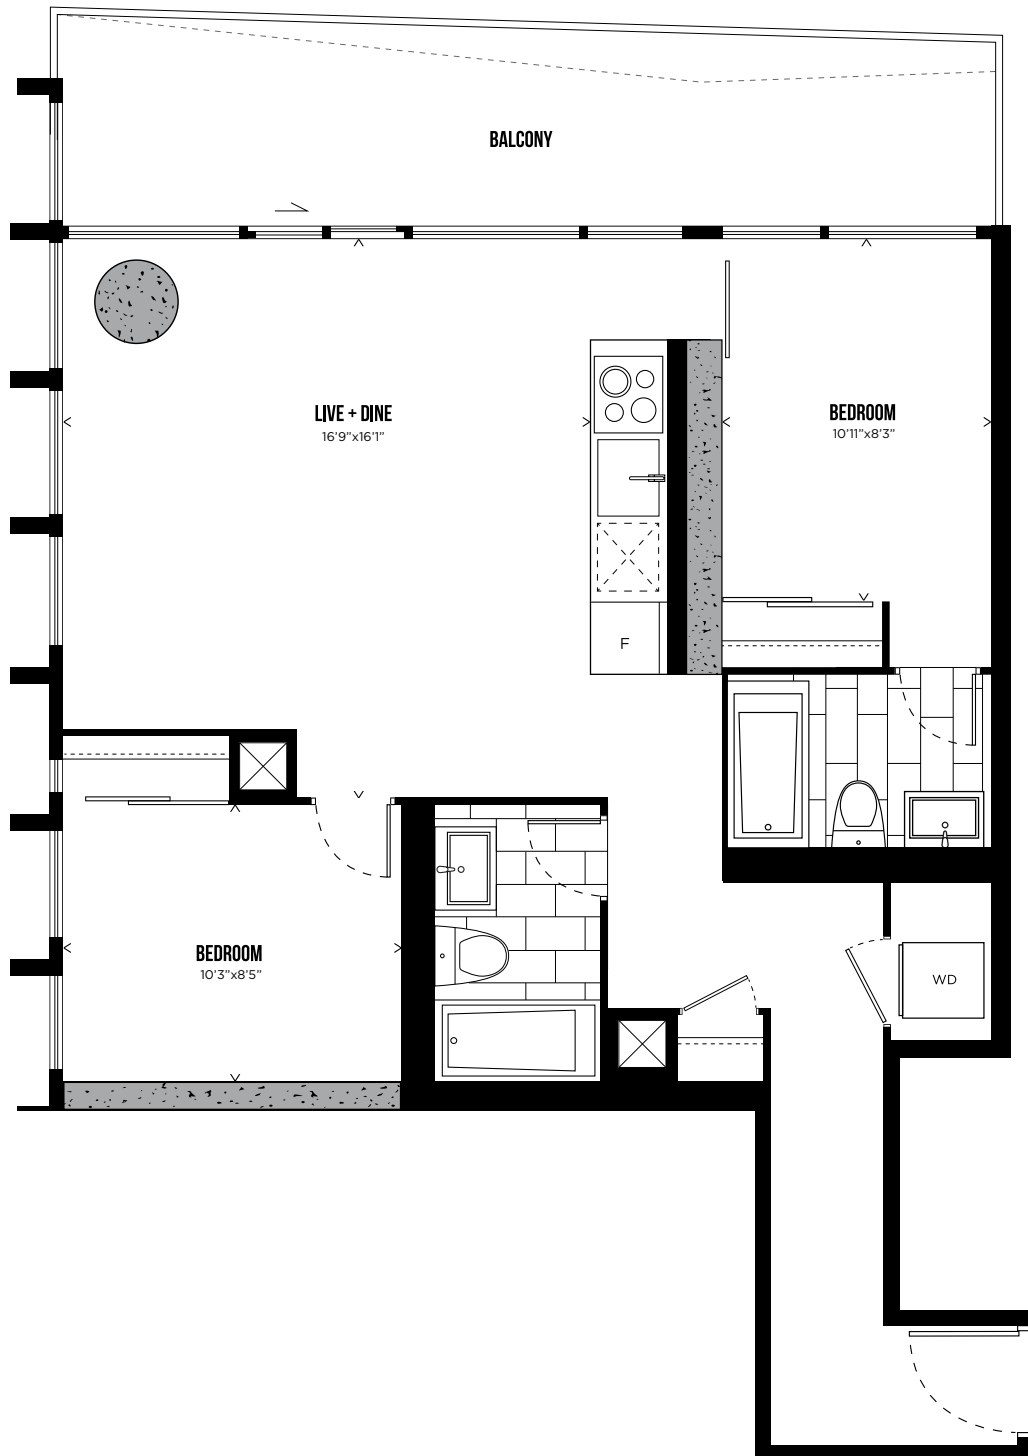 BALCONY
LIVE + DINE
16'9"x16'1"
BEDROOM
10'11"x8'3"
F
BEDROOM
10'3"x8'5"
WD